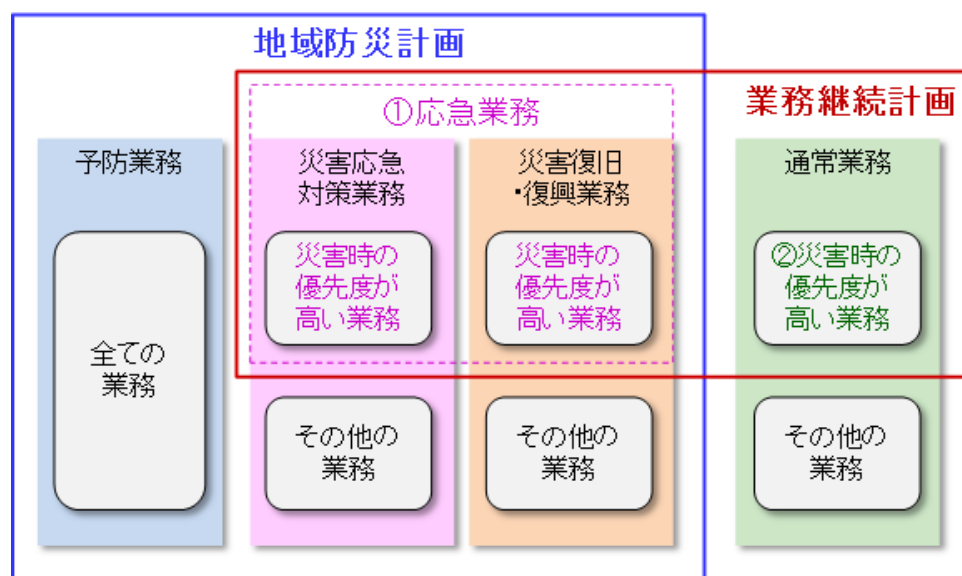 地域防災計画
業務継続計画
①応急業務
予防業務
全ての
業務
災害応急
対策業務
災害時の
優先度が
高い業務
その他の
業務
災害復旧
・復興業務
災害時の
優先度が
高い業務
その他の
業務
通常業務
②災害時の
優先度が
高い業務
その他の
業務